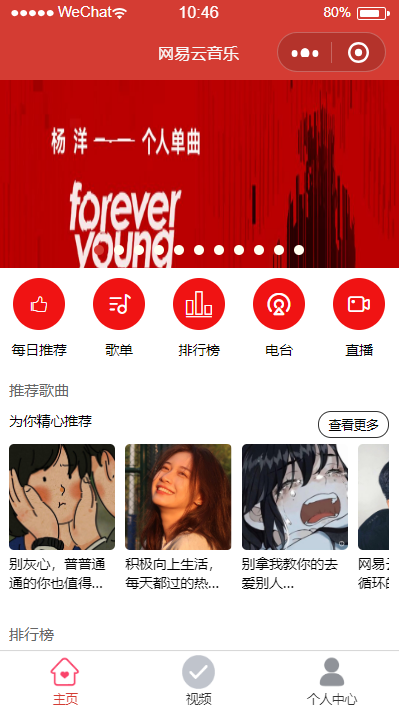 WeChat 10:46 80%
网易云音乐
杨洋 个人单曲
forever
young
每日推荐 歌单 排行榜 电台 直播
推荐歌曲
为你精心推荐 查看更多
别灰心，普普通 积极向上生活， 别拿我教你的去 网易云
通的你也值得... 每天都过的热... 爱别人... 循环的
排行榜
主页 视频 个人中心